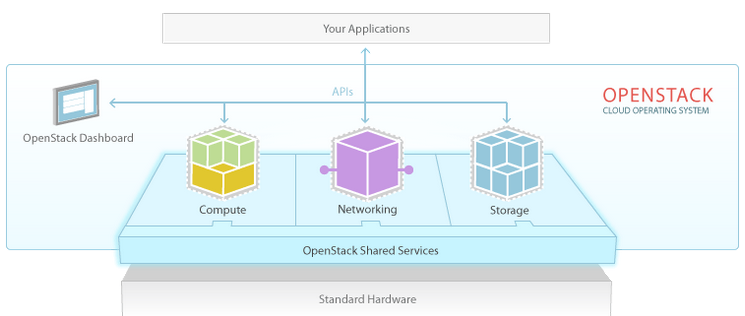 Your Applications
APIs
OPENSTACK
CLOUD OPERATING SYSTEM
OpenStack Dashboard
Compute
Networking
Storage
OpenStack Shared Services
Standard Hardware